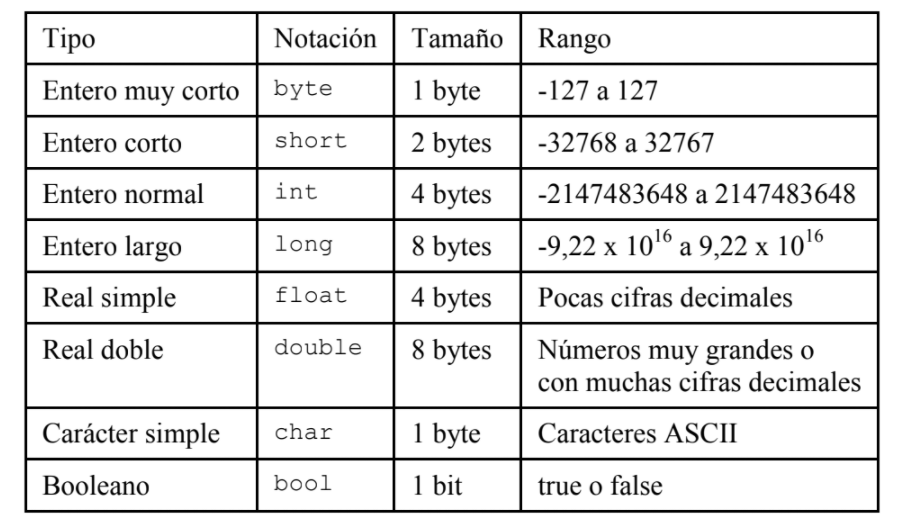 Tipo Notación Tamaño Rango
Entero muy corto byte 1 byte -127 a 127
Entero corto short 2 bytes -32768 a 32767
Entero normal int 4 bytes -2147483648 a 2147483648
Entero largo long 8 bytes -9,22 x 10^16 a 9,22 x 10^16
Real simple float 4 bytes Pocas cifras decimales
Real doble double 8 bytes Números muy grandes o
con muchas cifras decimales
Carácter simple char 1 byte Caracteres ASCII
Booleano bool 1 bit true o false